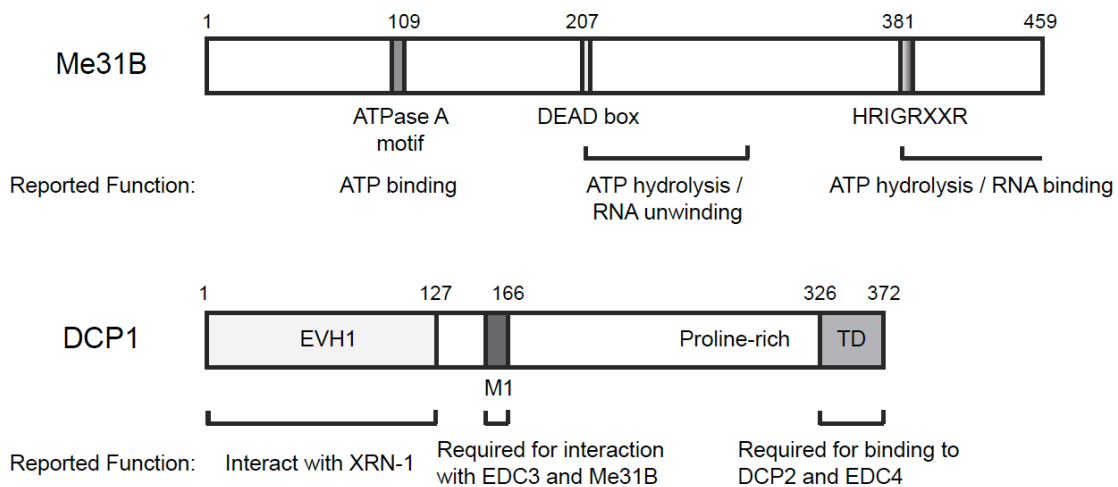 1 109 207 381 459
Me31B
ATPase A
motif
DEAD box
HRIGRXXR
Reported Function:
ATP binding
ATP hydrolysis /
RNA unwinding
ATP hydrolysis / RNA binding
1 127 166 326 372
DCP1
EVH1
Proline-rich
TD
M1
Reported Function:
Interact with XRN-1
Required for interaction
with EDC3 and Me31B
Required for binding to
DCP2 and EDC4